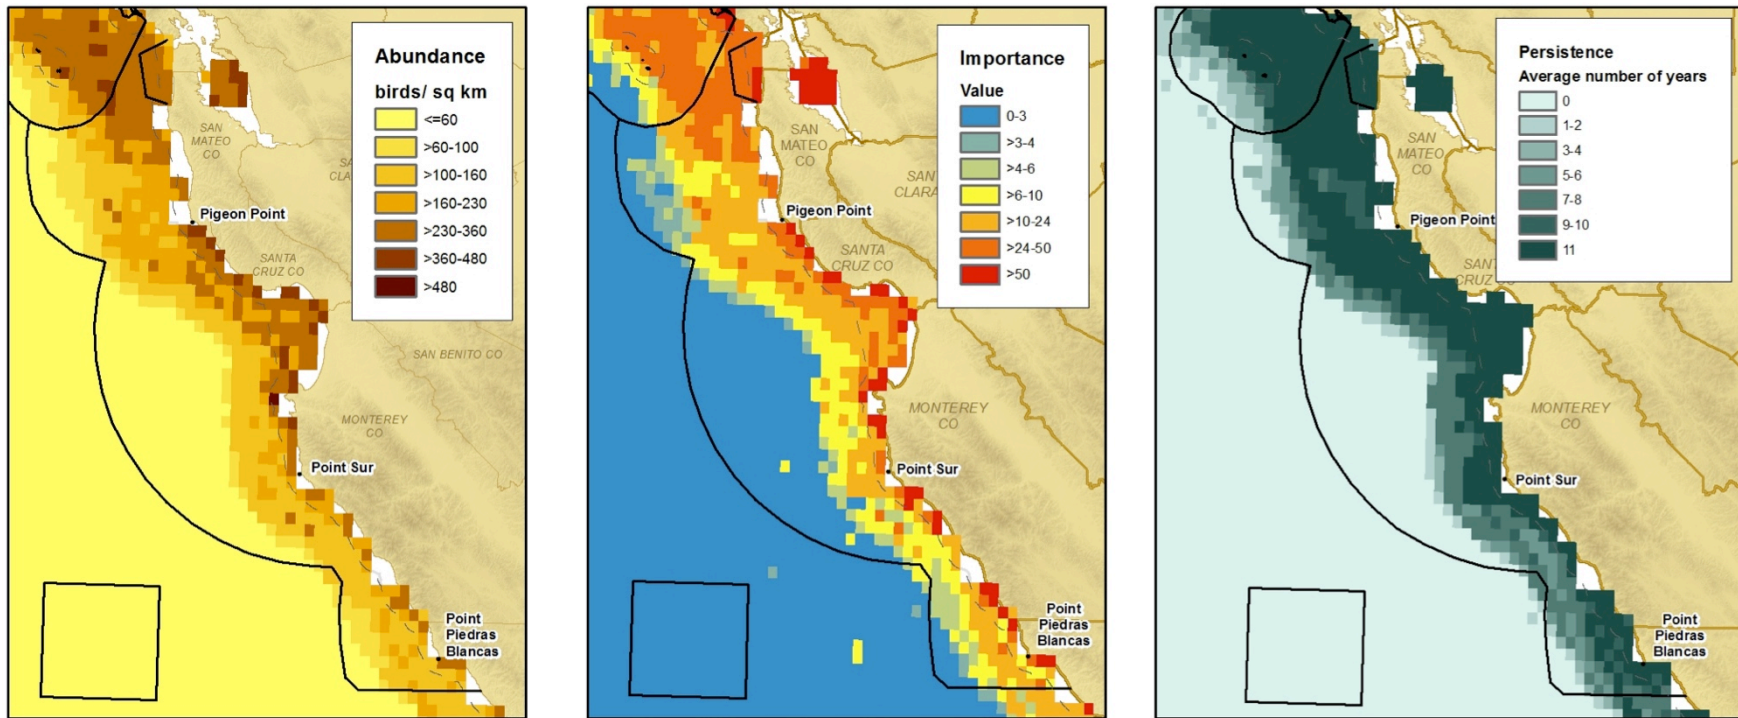 Abundance
birds/ sq km
<=60
>60-100
>100-160
>160-230
>230-360
>360-480
>480
SAN
MATEO
CO
Pigeon Point
SANTA
CRUZ CO
SAN BENITO CO
MONTEREY
CO
Point Sur
Point
Piedras
Blancas
Importance
Value
0-3
>3-4
>4-6
>6-10
>10-24
>24-50
>50
SAN
MATEO
CO
SAN
CLARA
Pigeon Point
SANTA
CRUZ CO
MONTEREY
CO
Point Sur
Point
Piedras
Blancas
Persistence
Average number of years
0
1-2
3-4
5-6
7-8
9-10
11
SAN
MATEO
CO
Pigeon Point
CRUZ CO
MONTEREY
CO
Point Sur
Point
Piedras
Blancas